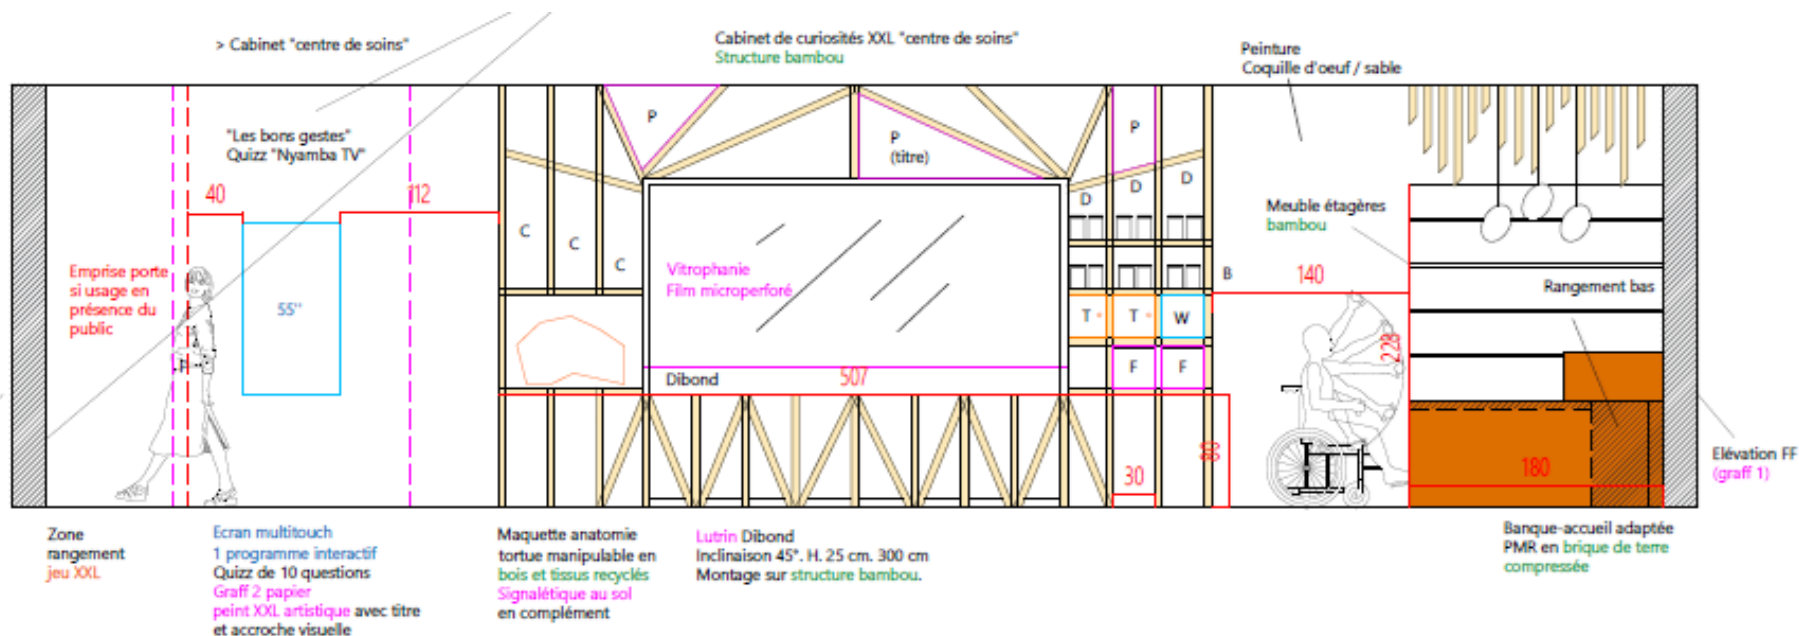 > Cabinet "centre de soins"
Cabinet de curiosités XXL "centre de soins"
Structure bambou
Peinture
Coquille d'oeuf / sable
"Les bons gestes"
Quizz "Nyamba TV"
P
P
(titre)
P
40
112
D
D
D
Meuble étagères
bambou
C
C
C
Emprise porte
si usage en
présence du
public
55"
Vitrophanie
Film microperforé
B
140
Rangement bas
T
T
W
228
F
F
Dibond
507
80
30
180
Elévation FF
(graff 1)
Zone
rangement
jeu XXL
Ecran multitouch
1 programme interactif
Quizz de 10 questions
Graff 2 papier
peint XXL artistique avec titre
et accroche visuelle
Maquette anatomie
tortue manipulable en
bois et tissus recyclés
Signalétique au sol
en complément
Lutrin Dibond
Inclinaison 45°. H. 25 cm. 300 cm
Montage sur structure bambou.
Banque-accueil adaptée
PMR en brique de terre
compressée